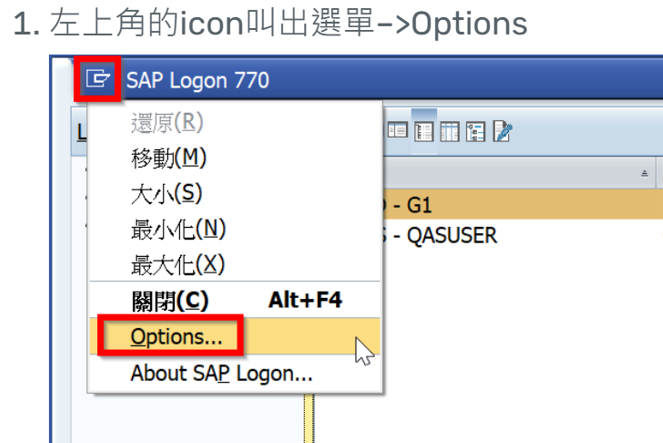 1. 左上角的icon叫出選單->Options
SAP Logon 770
還原(R)
移動(M)
大小(S)
最小化(N)
最大化(X)
關閉(C) Alt+F4
Options...
About SAP Logon...
- G1
- QASUSER